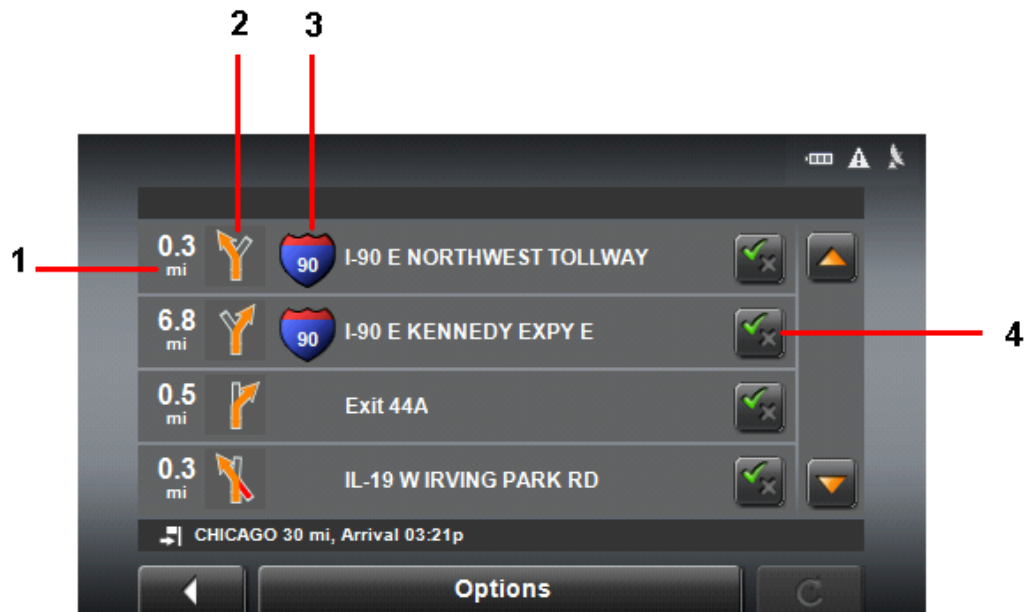 2 3
1
0.3 mi 90 I-90 E NORTHWEST TOLLWAY
6.8 mi 90 I-90 E KENNEDY EXPY E
4
0.5 mi Exit 44A
0.3 mi IL-19 W IRVING PARK RD
CHICAGO 30 mi, Arrival 03:21p
Options